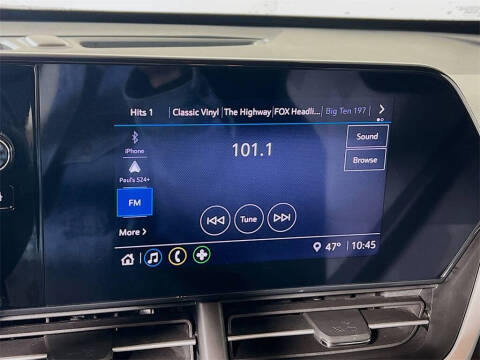 Hits 1 Classic Vinyl The Highway FOX Headli... Big Ten 197
iPhone
Sound
101.1
Browse
Paul's S24+
FM
Tune
More >
47° 10:45